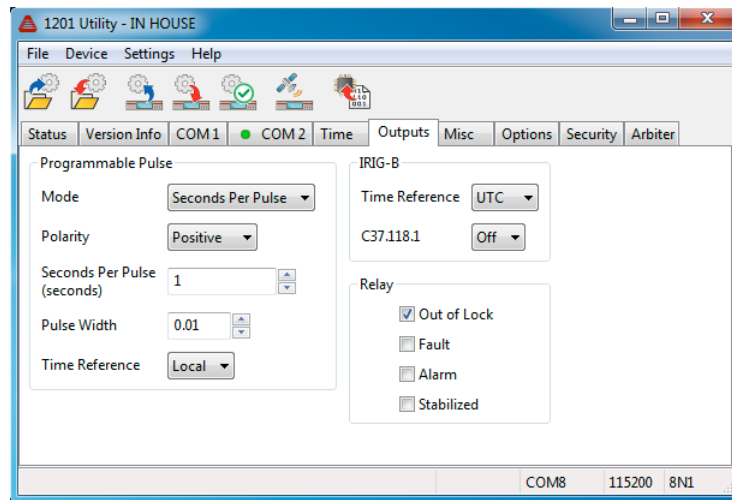 1201 Utility - IN HOUSE
File Device Settings Help
Status Version Info COM 1 COM 2 Time Outputs Misc Options Security Arbiter
Programmable Pulse
Mode Seconds Per Pulse
Polarity Positive
Seconds Per Pulse
(seconds) 1
Pulse Width 0.01
Time Reference Local
IRIG-B
Time Reference UTC
C37.118.1 Off
Relay
Out of Lock
Fault
Alarm
Stabilized
COM8 115200 8N1